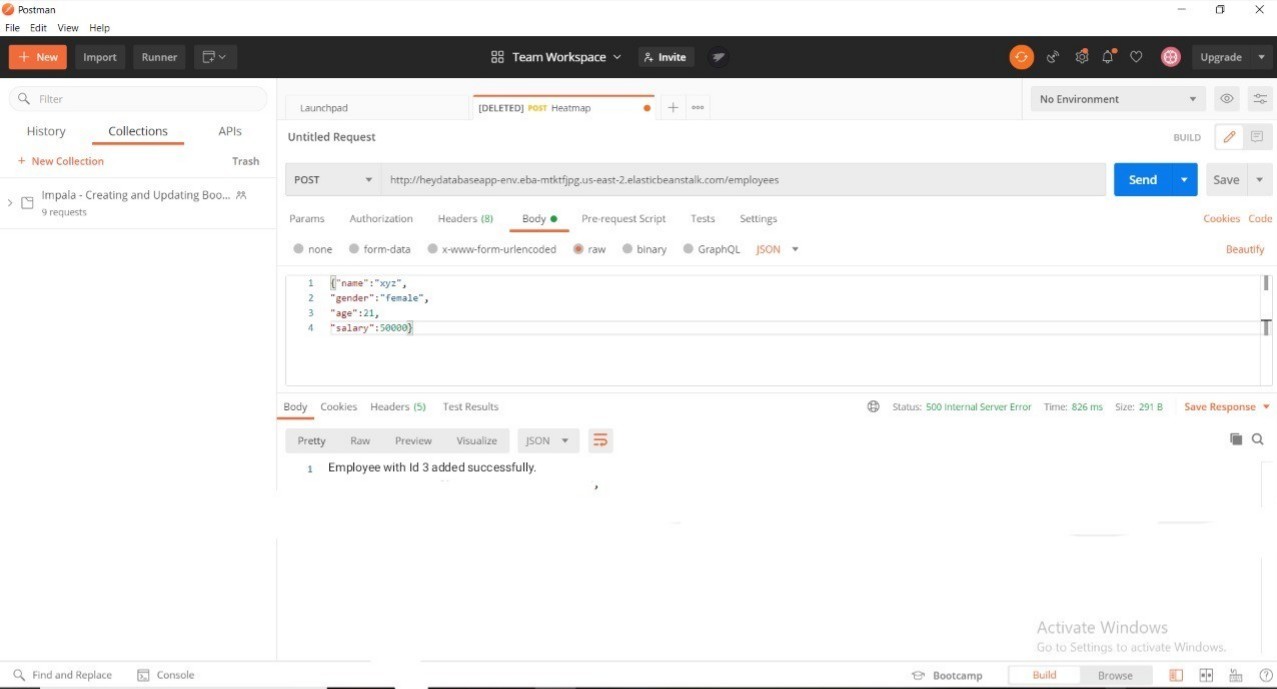 Postman
File Edit View Help
+ New Import Runner Team Workspace Invite Upgrade
Filter
History Collections APIs
+ New Collection Trash
Impala - Creating and Updating Boo...
9 requests
Launchpad [DELETED] POST Heatmap + No Environment
Untitled Request BUILD
POST http://heydatabaseapp-env.eba-mtktfjpg.us-east-2.elasticbeanstalk.com/employees Send Save
Params Authorization Headers (8) Body Pre-request Script Tests Settings Cookies Code
none form-data x-www-form-urlencoded raw binary GraphQL JSON Beautify
1 {"name":"xyz",
2 "gender":"female",
3 "age":21,
4 "salary":50000}
Body Cookies Headers (5) Test Results Status: 500 Internal Server Error Time: 826 ms Size: 291 B Save Response
Pretty Raw Preview Visualize JSON
1 Employee with Id 3 added successfully.
,
Activate Windows
Go to Settings to activate Windows.
Find and Replace Console Bootcamp Build Browse